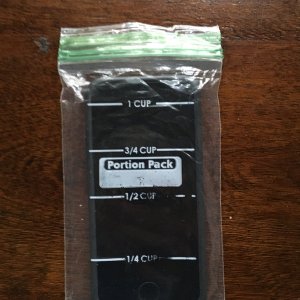 1 CUP
3/4 CUP
Portion Pack
1/2 CUP
1/4 CUP